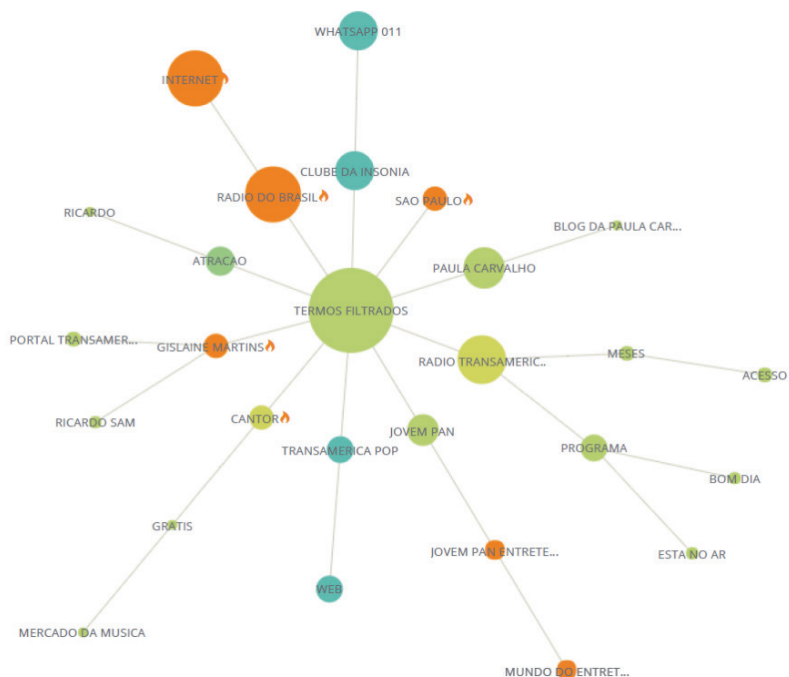 WHATSAPP 011
INTERNET
CLUBE DA INSONIA
RADIO DO BRASIL
SAO PAULO
RICARDO
BLOG DA PAULA CAR...
ATRACAO
PAULA CARVALHO
TERMOS FILTRADOS
PORTAL TRANSAMER...
GISLAINE MARTINS
RADIO TRANSAMERIC..
MESES
ACESSO
RICARDO SAM
CANTOR
JOVEM PAN
TRANSAMERICA POP
PROGRAMA
BOM DIA
GRATIS
JOVEM PAN ENTRETE...
ESTA NO AR
WEB
MERCADO DA MUSICA
MUNDO DO ENTRET...